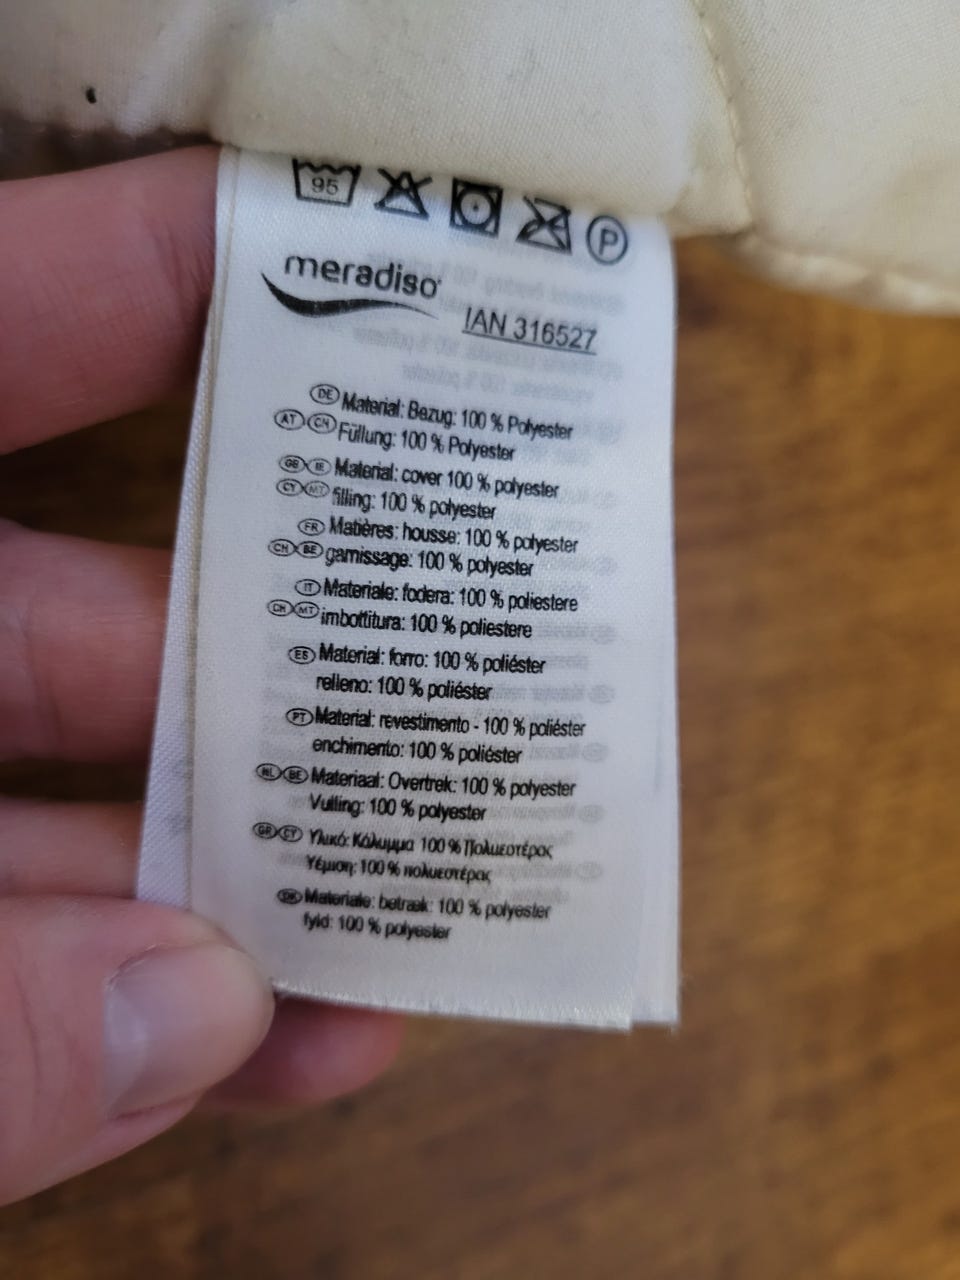 95
P
meradiso
IAN 316527
DE Material: Bezug: 100 % Polyester
AT CH Füllung: 100 % Polyester
GB IE Material: cover 100 % polyester
CY MT filling: 100 % polyester
FR Matières: housse: 100 % polyester
CH BE garnissage: 100 % polyester
IT Materiale: fodera: 100 % poliestere
CH MT imbottitura: 100 % poliestere
ES Material: forro: 100 % poliéster
relleno: 100 % poliéster
PT Material: revestimento - 100 % poliéster
enchimento: 100 % poliéster
NL BE Materiaal: Overtrek: 100 % polyester
Vulling: 100 % polyester
GR CY Υλικό: Κάλυμμα 100 % Πολυεστέρας
Υέμιση: 100 % πολυεστέρας
DK Materiale: betræk: 100 % polyester
fyld: 100 % polyester